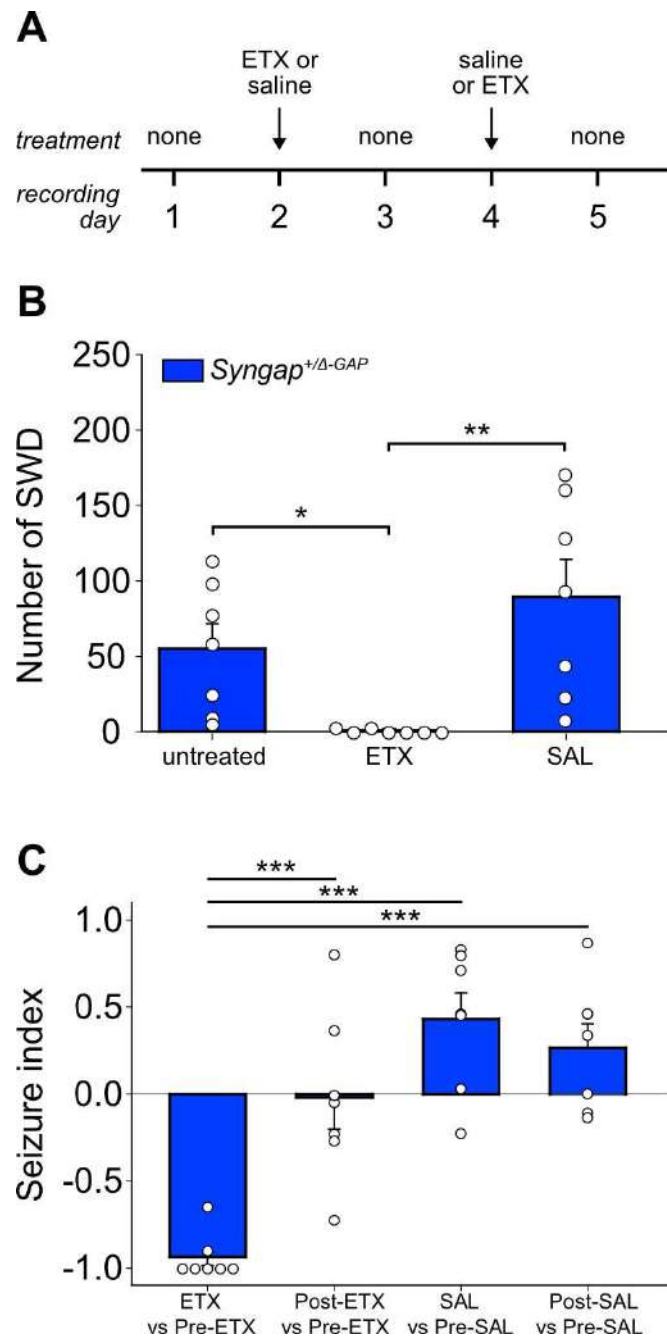 A
ETX or saline
saline or ETX
treatment none none none
recording day 1 2 3 4 5
B
250
200
150
100
50
0
Number of SWD
Syngap+/Δ-GAP
*
**
untreated ETX SAL
C
***
***
***
1.0
0.5
0.0
-0.5
-1.0
Seizure index
ETX vs Pre-ETX
Post-ETX vs Pre-ETX
SAL vs Pre-SAL
Post-SAL vs Pre-SAL